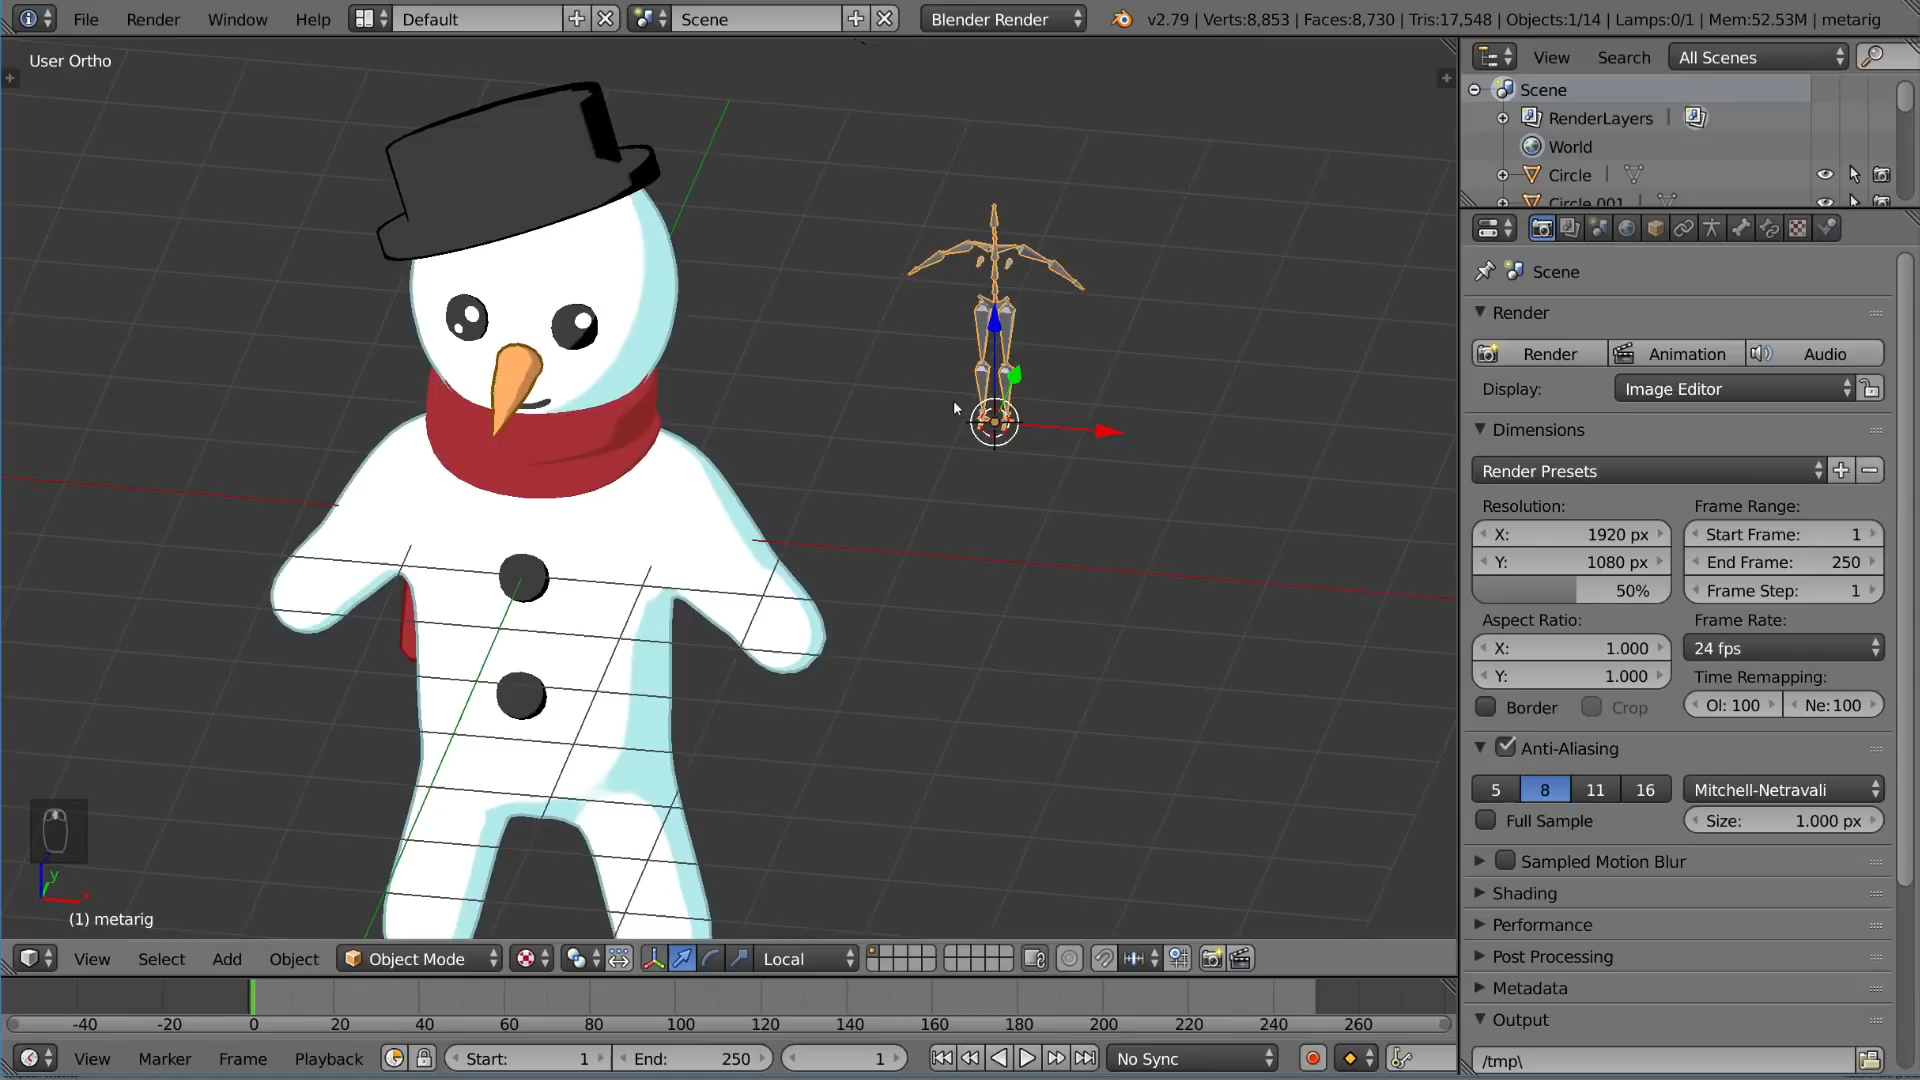 File Render Window Help Default Scene Blender Render v2.79 | Verts:8,853 | Faces:8,730 | Tris:17,548 | Objects:1/14 | Lamps:0/1 | Mem:52.53M | metarig
User Ortho
View Search All Scenes
Scene
RenderLayers
World
Circle
Circle.001
Scene
Render
Render Animation Audio
Display: Image Editor
Dimensions
Render Presets
Resolution: Frame Range:
X: 1920 px Start Frame: 1
Y: 1080 px End Frame: 250
50% Frame Step: 1
Aspect Ratio: Frame Rate:
X: 1.000 24 fps
Y: 1.000 Time Remapping:
Border Crop Ol: 100 Ne: 100
Anti-Aliasing
5 8 11 16 Mitchell-Netravali
Full Sample Size: 1.000 px
Sampled Motion Blur
Shading
Performance
Post Processing
Metadata
Output
/tmp\
z
y
x
(1) metarig
View Select Add Object Object Mode Local
-40 -20 0 20 40 60 80 100 120 140 160 180 200 220 240 260
View Marker Frame Playback Start: 1 End: 250 1 No Sync